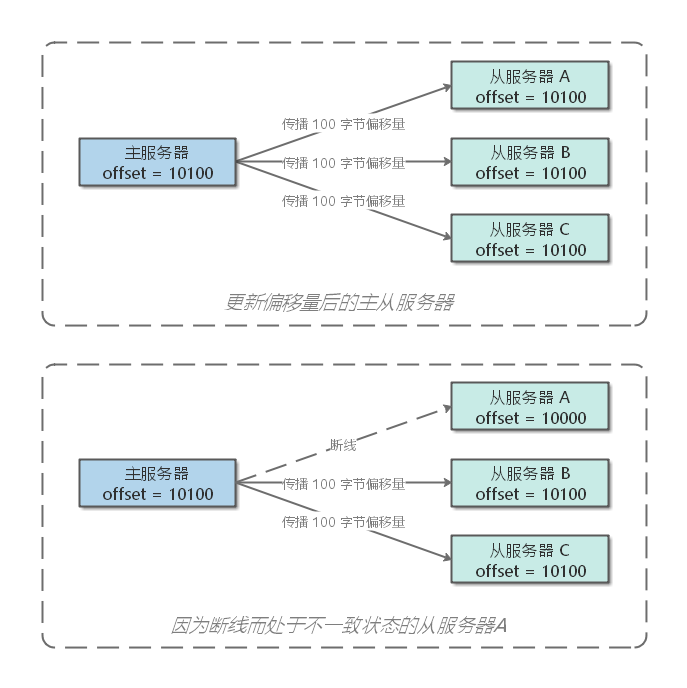 从服务器 A
offset = 10100
传播 100 字节偏移量
主服务器
offset = 10100
传播 100 字节偏移量
从服务器 B
offset = 10100
传播 100 字节偏移量
从服务器 C
offset = 10100
更新偏移量后的主从服务器
从服务器 A
offset = 10000
断线
主服务器
offset = 10100
传播 100 字节偏移量
从服务器 B
offset = 10100
传播 100 字节偏移量
从服务器 C
offset = 10100
因为断线而处于不一致状态的从服务器A